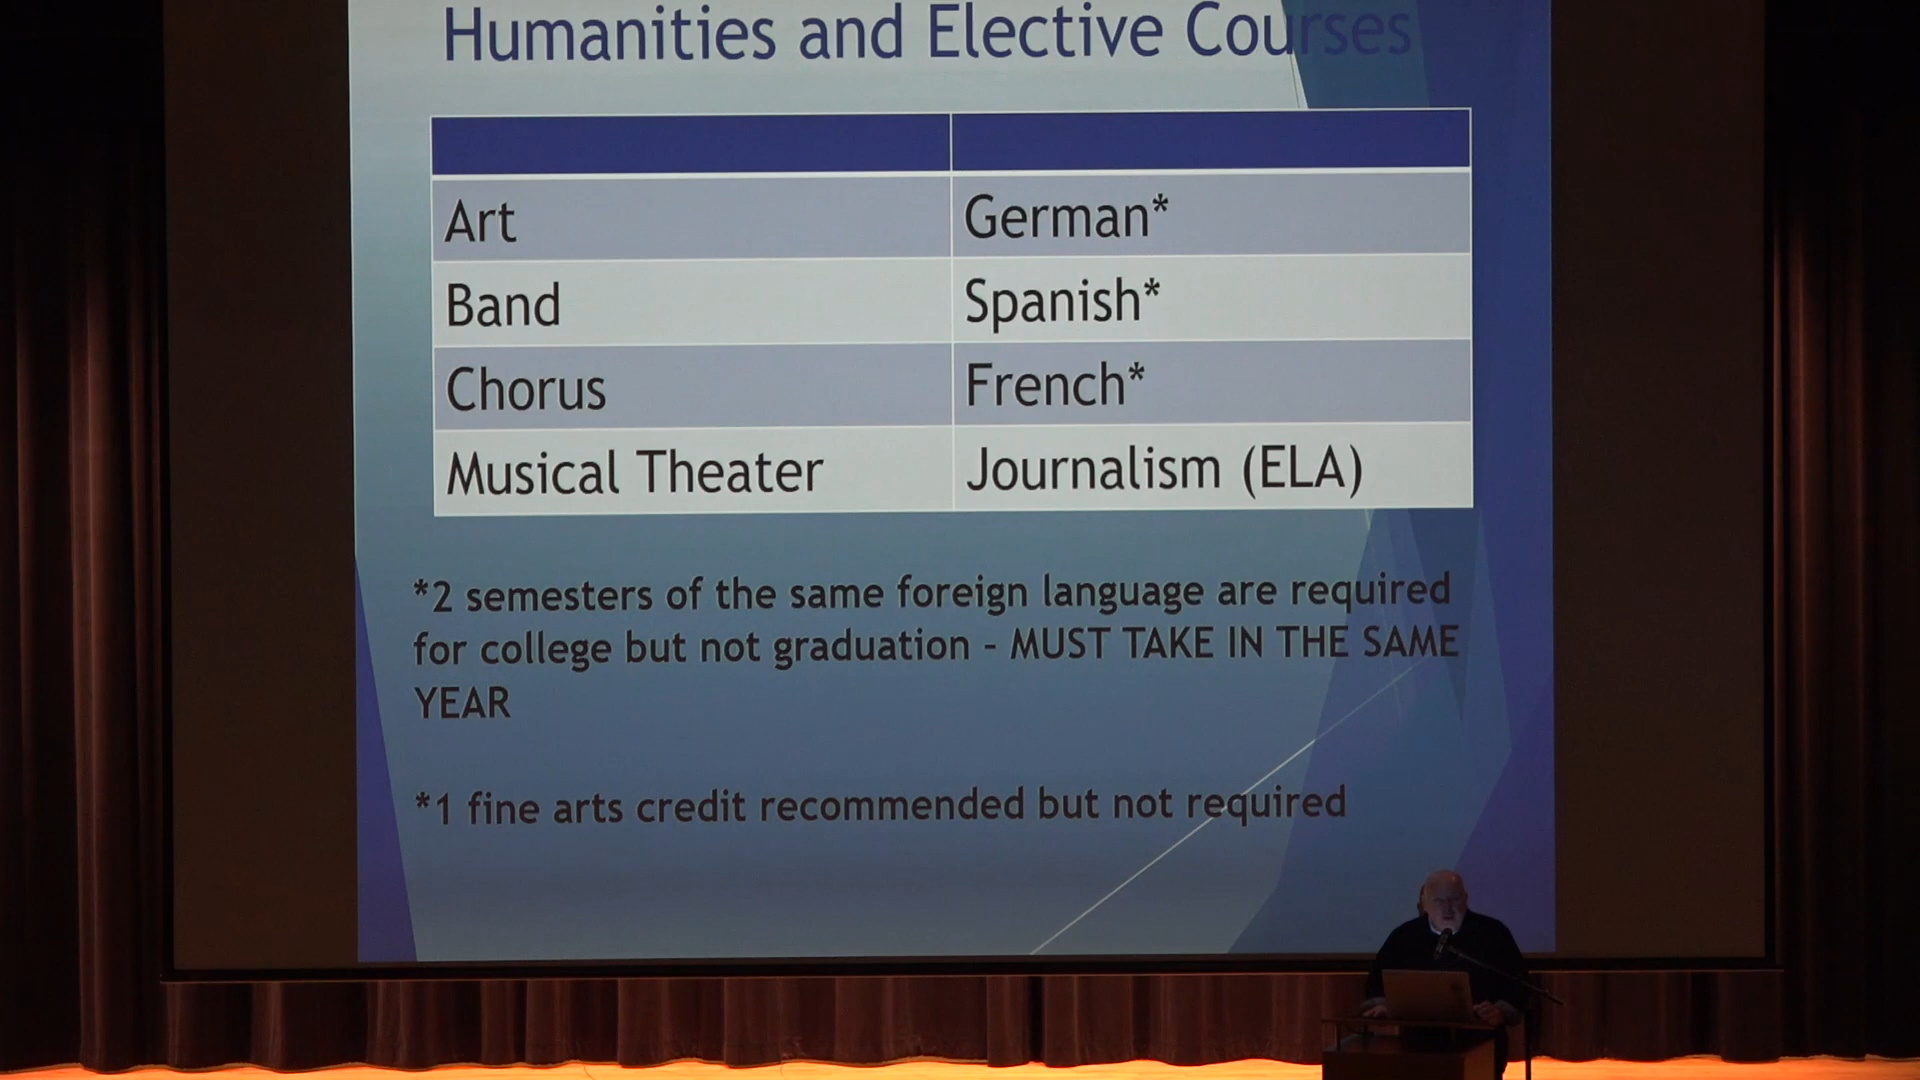 Humanities and Elective Courses
Art German*
Band Spanish*
Chorus French*
Musical Theater Journalism (ELA)
*2 semesters of the same foreign language are required
for college but not graduation – MUST TAKE IN THE SAME
YEAR
*1 fine arts credit recommended but not required